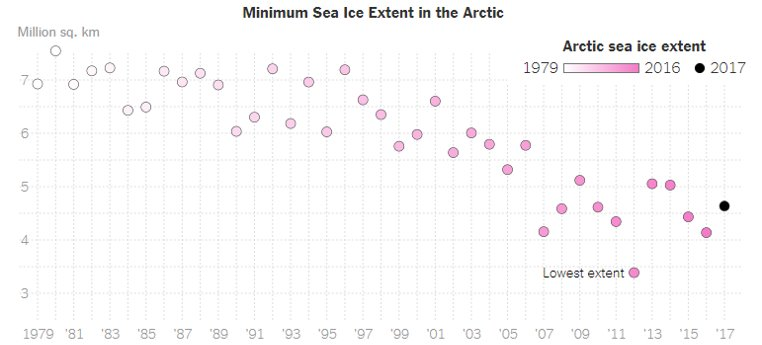 Minimum Sea Ice Extent in the Arctic
Million sq. km
Arctic sea ice extent
1979 2016 2017
7
6
5
4
Lowest extent
3
1979 '81 '83 '85 '87 '89 '91 '93 '95 '97 '99 '01 '03 '05 '07 '09 '11 '13 '15 '17